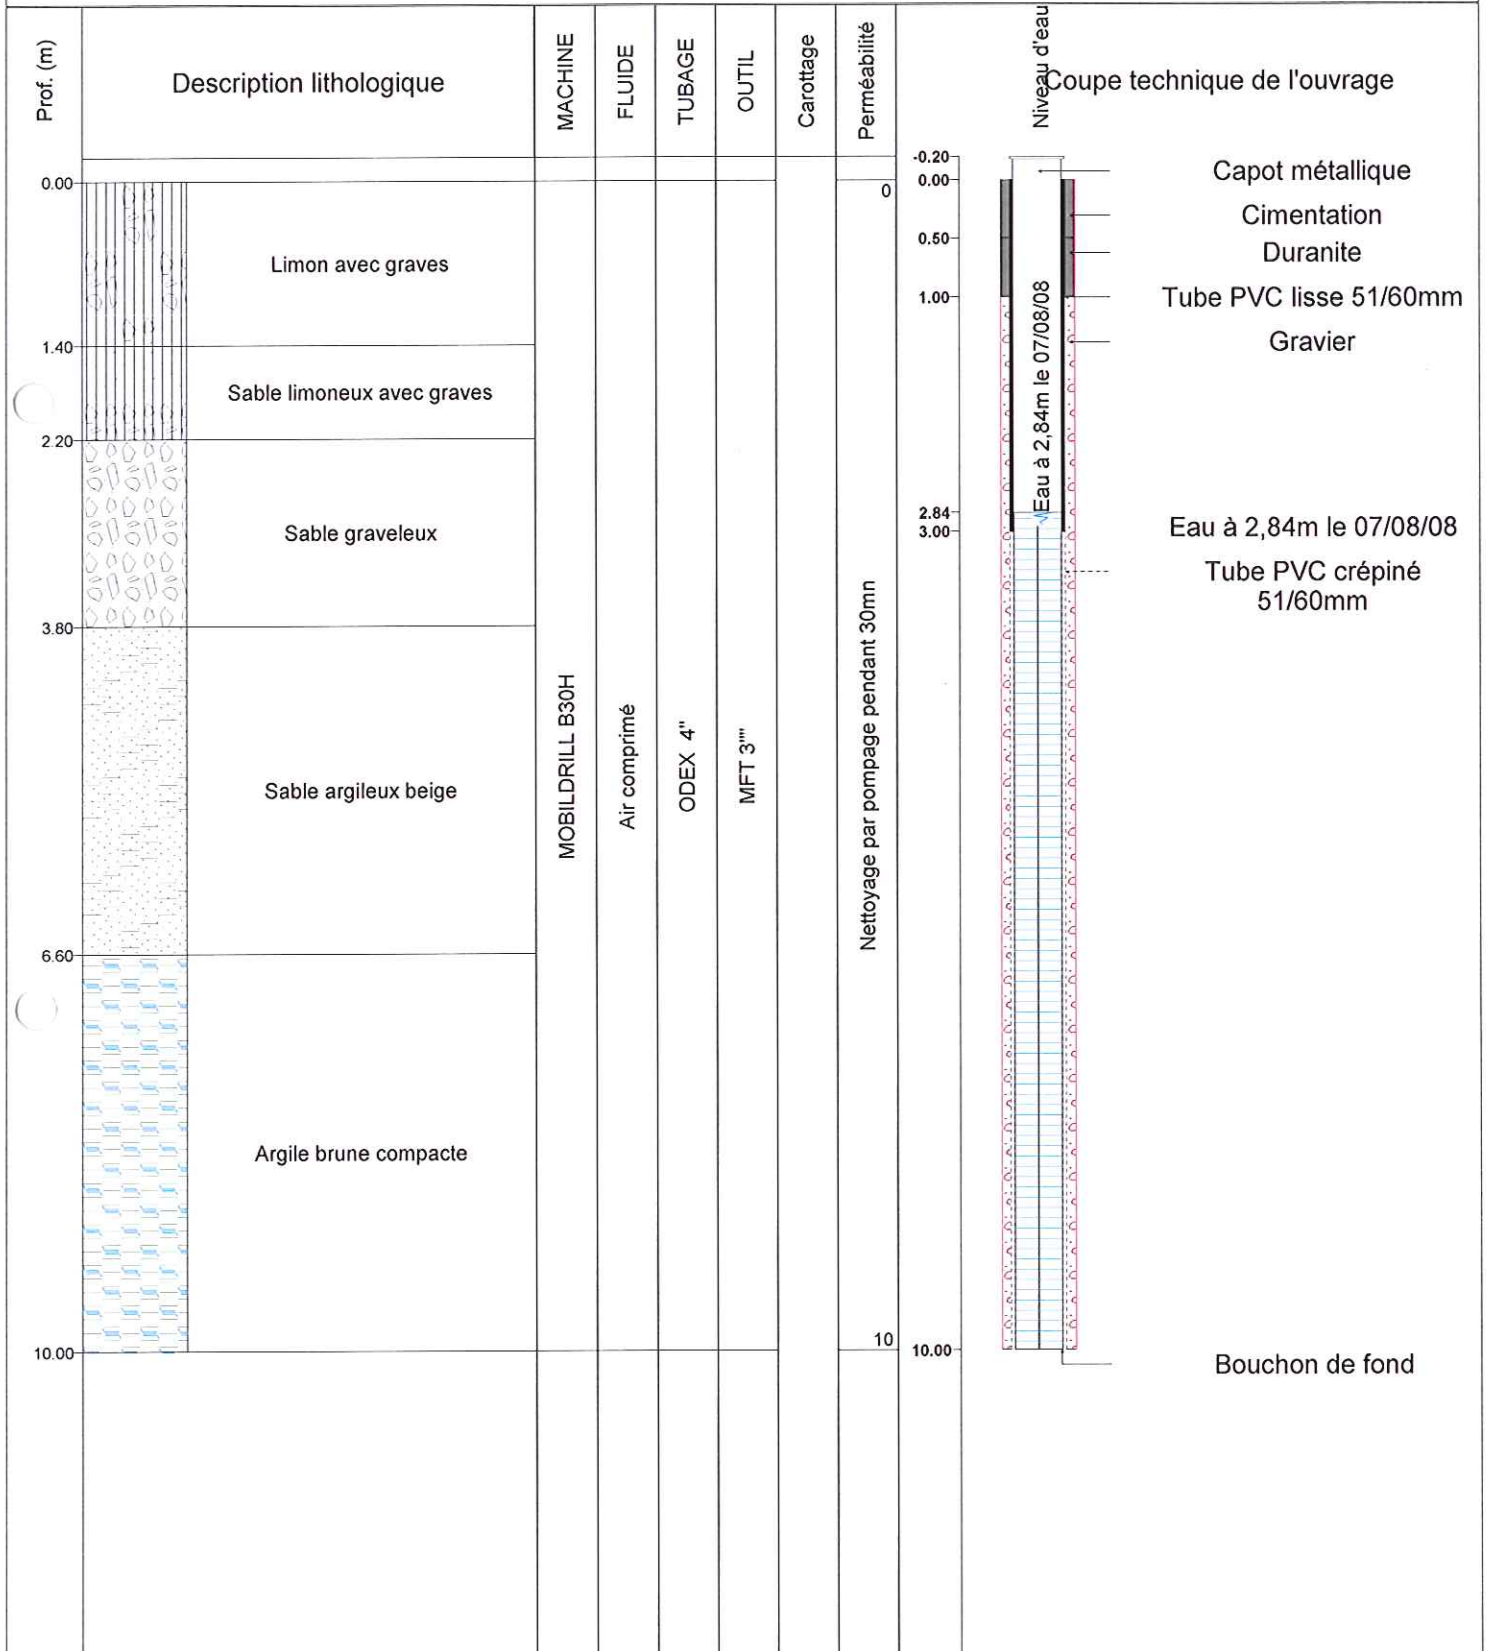 Prof. (m)
Description lithologique
MACHINE
FLUIDE
TUBAGE
OUTIL
Carottage
Perméabilité
Niveau d'eau
Coupe technique de l'ouvrage
0.00
Limon avec graves
1.40
Sable limoneux avec graves
2.20
Sable graveleux
3.80
Sable argileux beige
6.60
Argile brune compacte
10.00
MOBILDRILL B30H
Air comprimé
ODEX 4"
MFT 3""
0
Nettoyage par pompage pendant 30mn
10
-0.20
0.00
0.50
1.00
2.84
3.00
10.00
Eau à 2,84m le 07/08/08
Capot métallique
Cimentation
Duranite
Tube PVC lisse 51/60mm
Gravier
Eau à 2,84m le 07/08/08
Tube PVC crépiné
51/60mm
Bouchon de fond